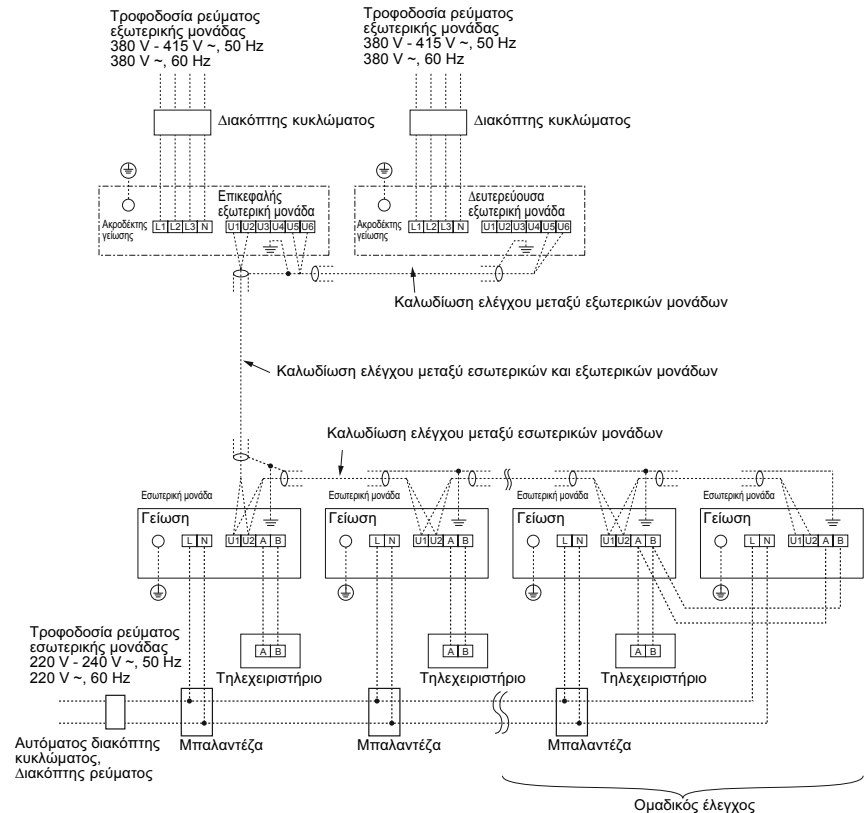 Τροφοδοσία ρεύματος
εξωτερικής μονάδας
380 V - 415 V ~, 50 Hz
380 V ~, 60 Hz
Τροφοδοσία ρεύματος
εξωτερικής μονάδας
380 V - 415 V ~, 50 Hz
380 V ~, 60 Hz
Διακόπτης κυκλώματος
Διακόπτης κυκλώματος
Επικεφαλής
εξωτερική μονάδα
Ακροδέκτης
γείωσης
L1 L2 L3 N
U1 U2 U3 U4 U5 U6
Δευτερεύουσα
εξωτερική μονάδα
Ακροδέκτης
γείωσης
L1 L2 L3 N
U1 U2 U3 U4 U5 U6
Καλωδίωση ελέγχου μεταξύ εξωτερικών μονάδων
Καλωδίωση ελέγχου μεταξύ εσωτερικών και εξωτερικών μονάδων
Καλωδίωση ελέγχου μεταξύ εσωτερικών μονάδων
Εσωτερική μονάδα
Εσωτερική μονάδα
Εσωτερική μονάδα
Εσωτερική μονάδα
Γείωση
Γείωση
Γείωση
Γείωση
L N U1 U2 A B
L N U1 U2 A B
L N U1 U2 A B
L N U1 U2 A B
Τροφοδοσία ρεύματος
εσωτερικής μονάδας
220 V - 240 V ~, 50 Hz
220 V ~, 60 Hz
A B
A B
A B
Τηλεχειριστήριο
Τηλεχειριστήριο
Τηλεχειριστήριο
Αυτόματος διακόπτης
κυκλώματος,
Διακόπτης ρεύματος
Μπαλαντέζα
Μπαλαντέζα
Μπαλαντέζα
Ομαδικός έλεγχος